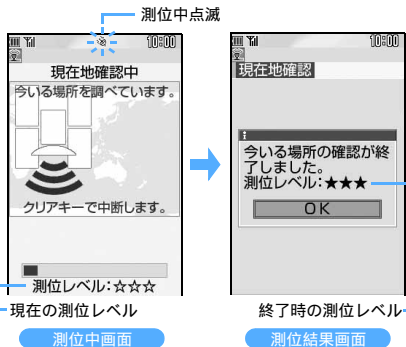 測位中点滅
10:00
現在地確認中
今いる場所を調べています。
クリアキーで中断します。
測位レベル:☆☆☆
現在の測位レベル
測位中画面
10:00
現在地確認
今いる場所の確認が終
了しました。
測位レベル:★★★
OK
終了時の測位レベル
測位結果画面